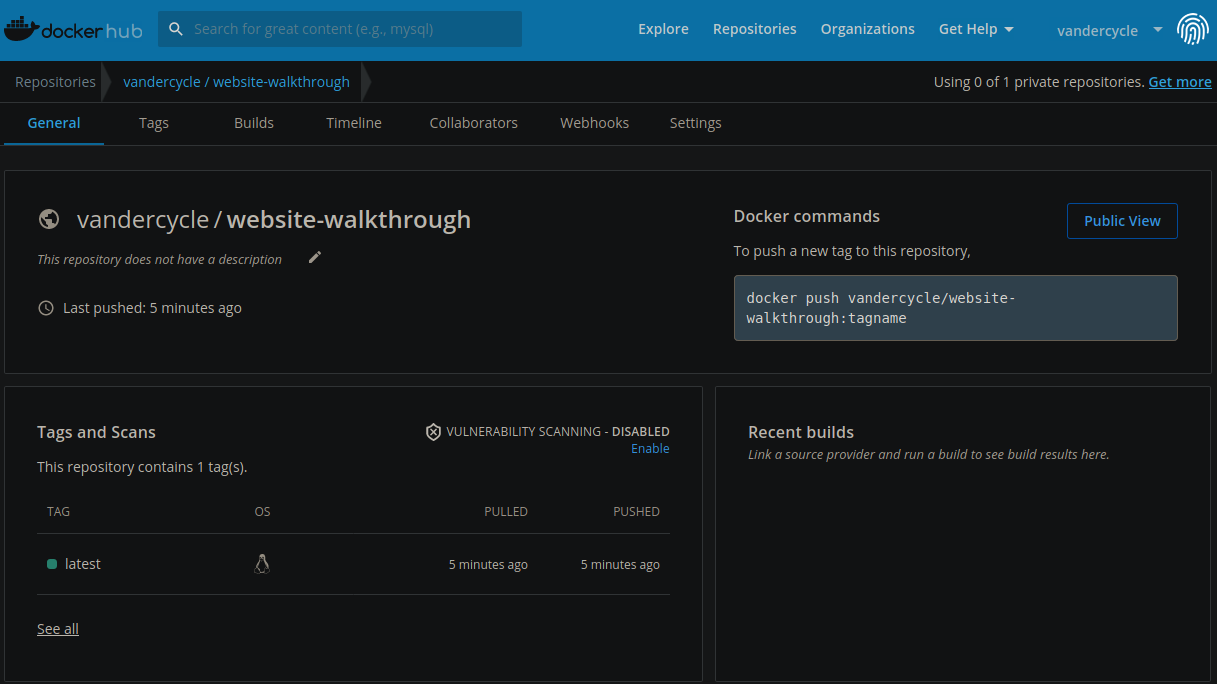 docker hub
Search for great content (e.g., mysql)
Explore
Repositories
Organizations
Get Help
vandercycle
Repositories
vandercycle / website-walkthrough
Using 0 of 1 private repositories. Get more
General
Tags
Builds
Timeline
Collaborators
Webhooks
Settings
vandercycle / website-walkthrough
This repository does not have a description
Last pushed: 5 minutes ago
Docker commands
Public View
To push a new tag to this repository,
docker push vandercycle/website-
walkthrough:tagname
Tags and Scans
VULNERABILITY SCANNING - DISABLED
Enable
This repository contains 1 tag(s).
TAG
OS
PULLED
PUSHED
latest
5 minutes ago
5 minutes ago
See all
Recent builds
Link a source provider and run a build to see build results here.